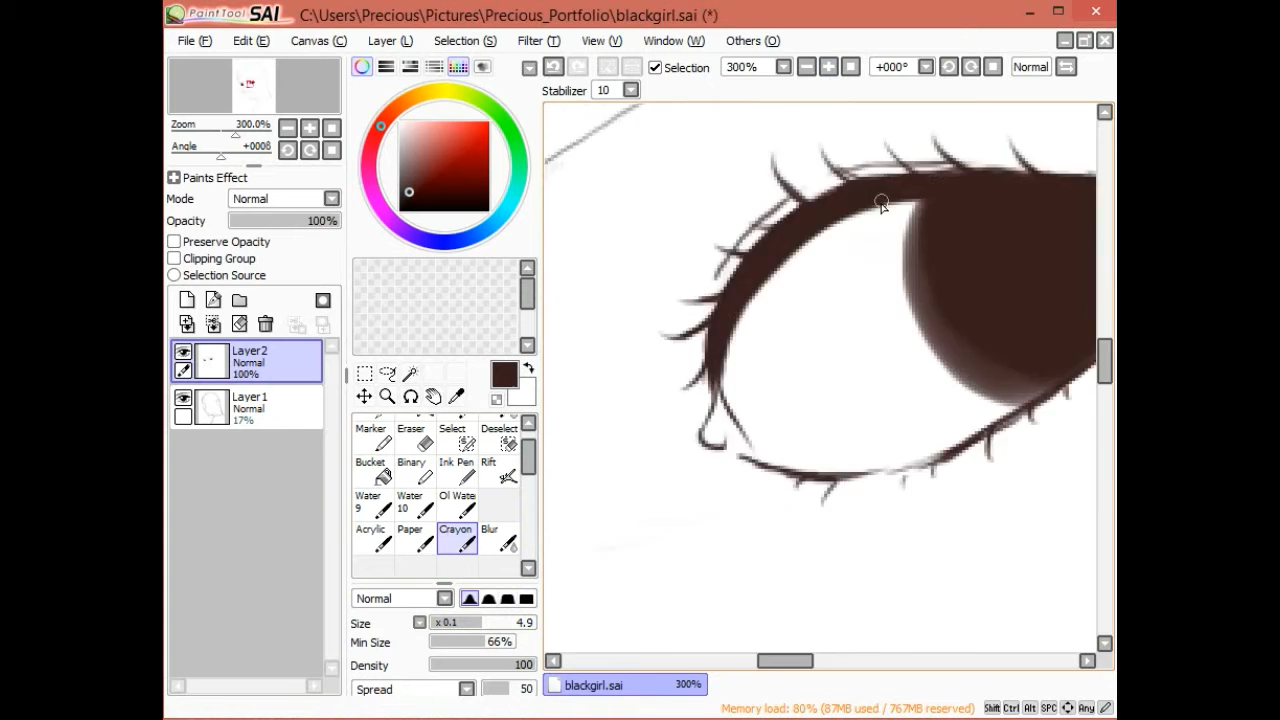 PaintTool SAI C:\Users\Precious\Pictures\Precious_Portfolio\blackgirl.sai (*)
File (F) Edit (E) Canvas (C) Layer (L) Selection (S) Filter (T) View (V) Window (W) Others (O)
Selection 300% +000° Normal
Stabilizer 10
Zoom 300.0%
Angle +000ß
Paints Effect
Mode Normal
Opacity 100%
Preserve Opacity
Clipping Group
Selection Source
Layer2
Normal
100%
Layer1
Normal
17%
Marker Eraser Select Deselect
Bucket Binary Ink Pen Rift
Water 9 Water 10 Ol Wate
Acrylic Paper Crayon Blur
Normal
Size x 0.1 4.9
Min Size 66%
Density 100
Spread 50
blackgirl.sai 300%
Memory load: 80% (87MB used / 767MB reserved) Shift Ctrl Alt SPC Any